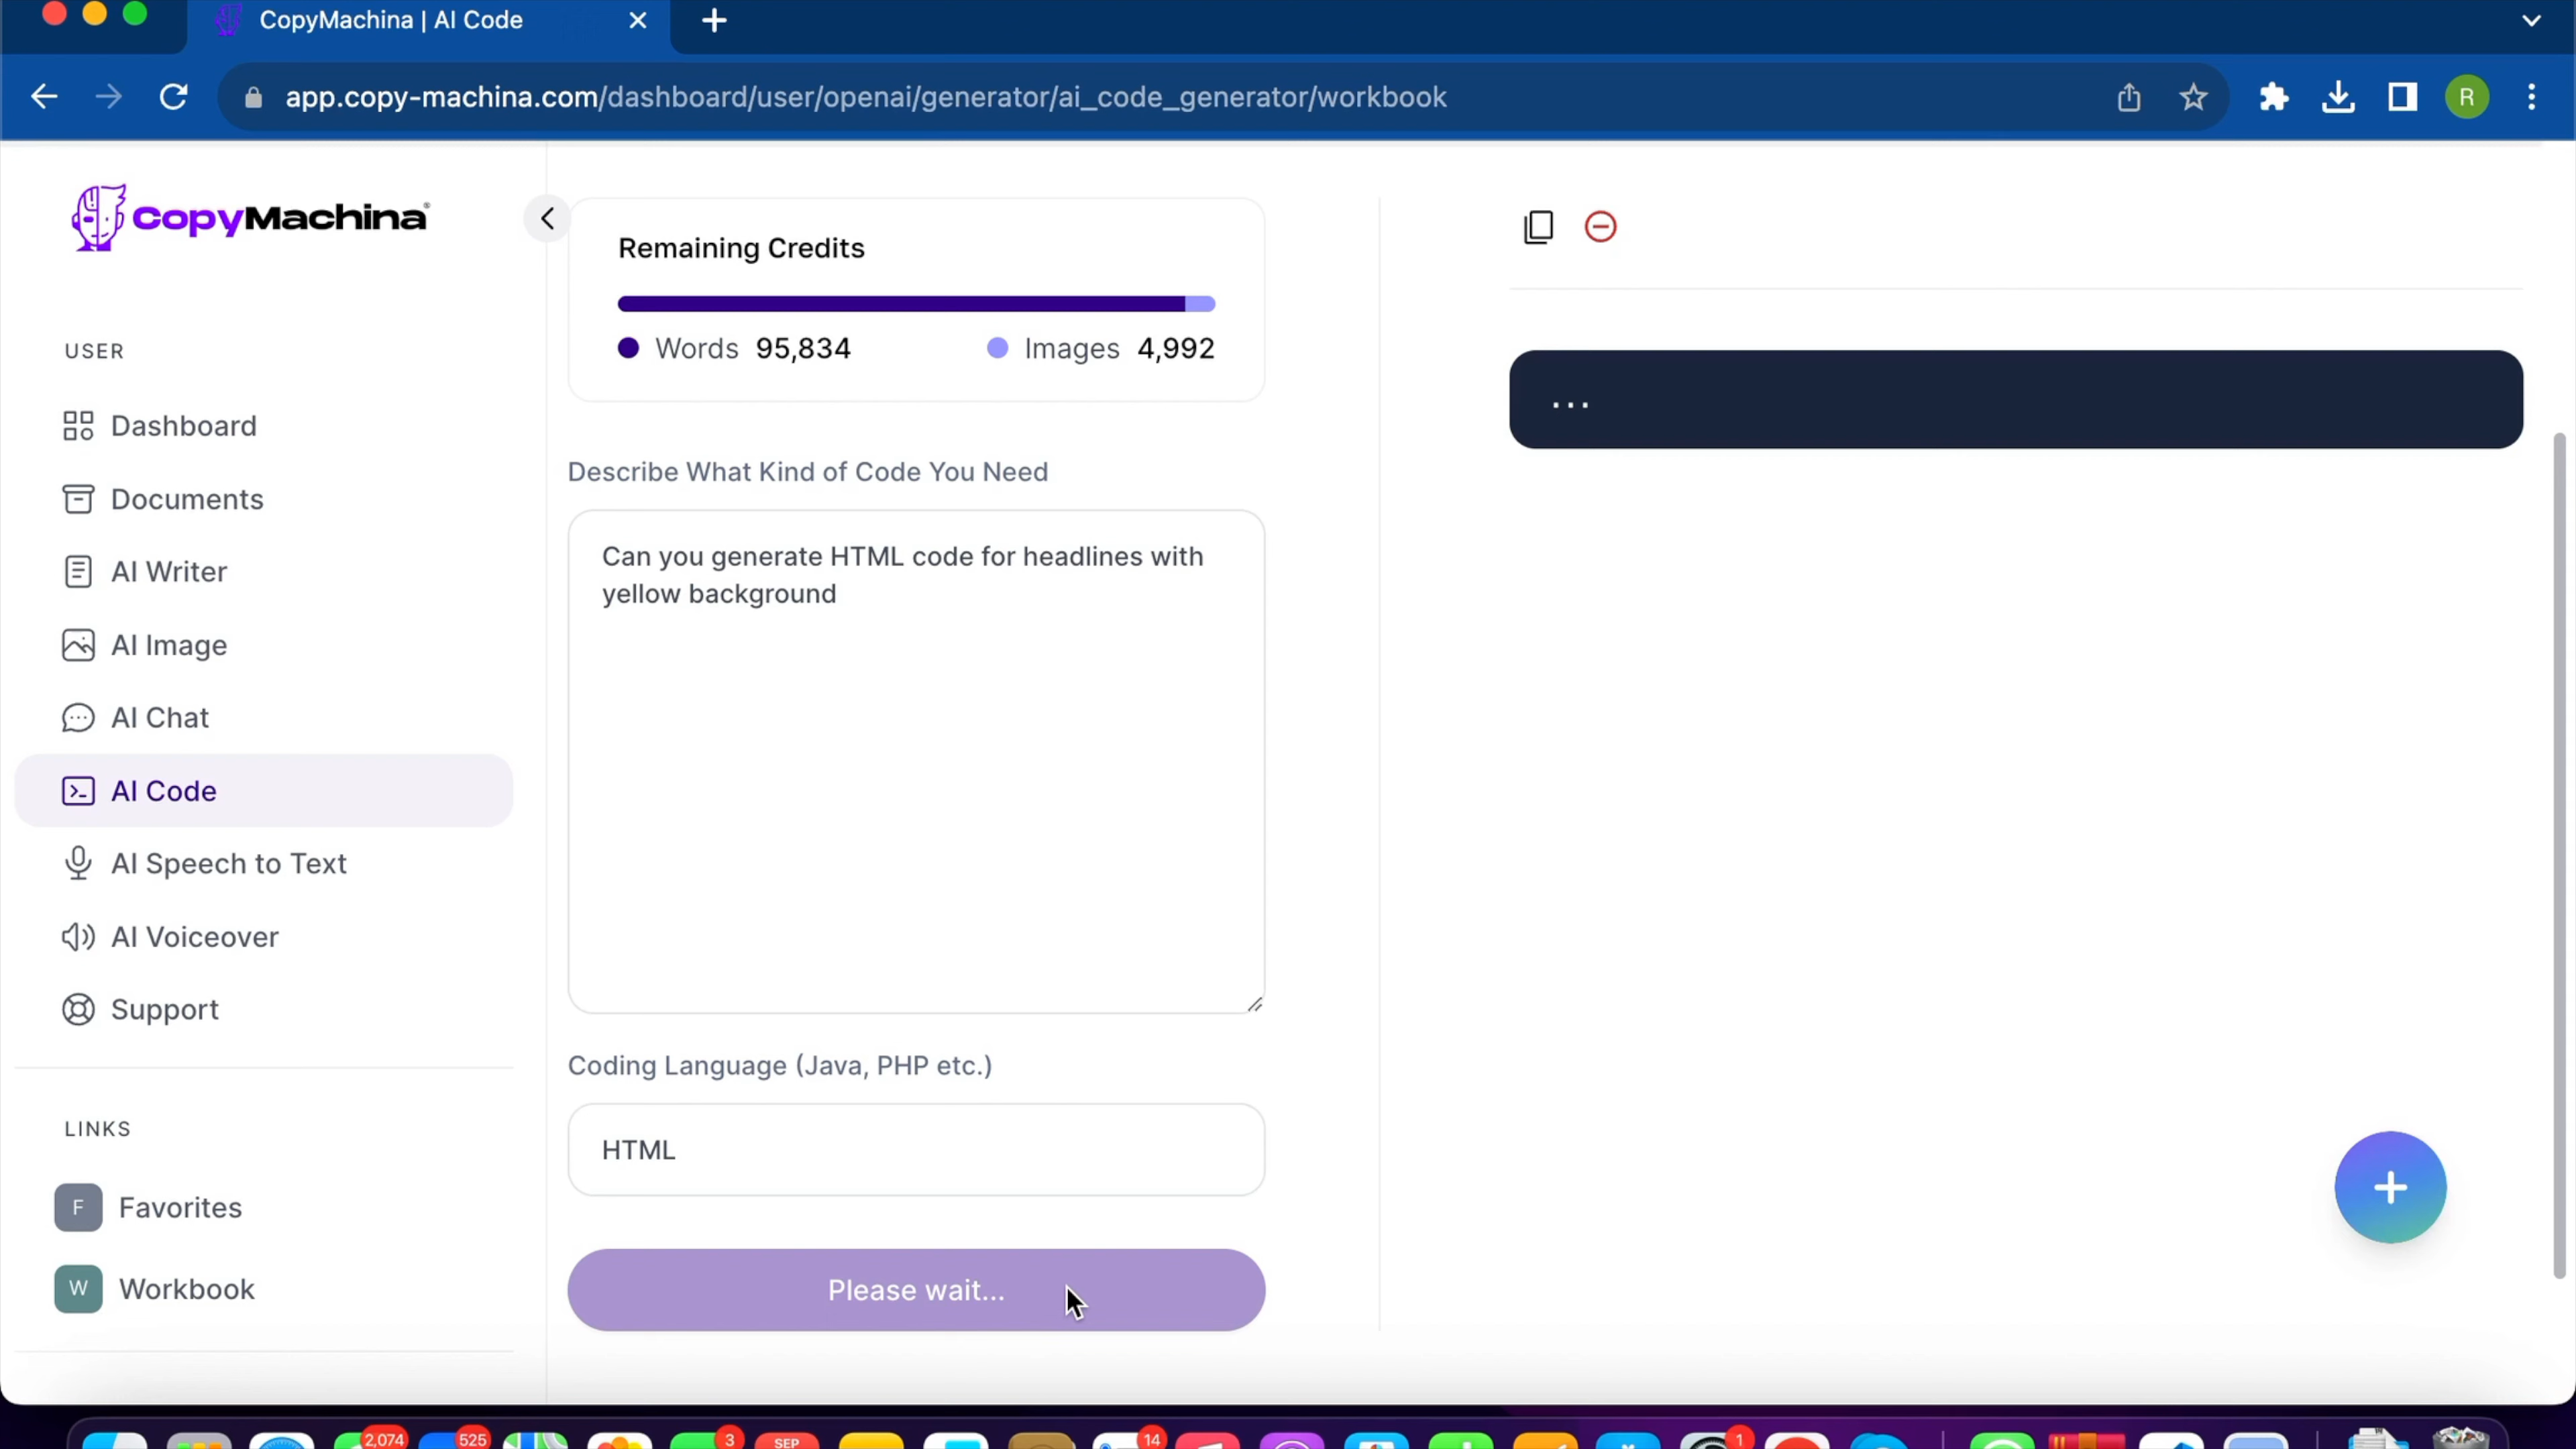 CopyMachina | AI Code
app.copy-machina.com/dashboard/user/openai/generator/ai_code_generator/workbook
R
CopyMachina
USER
Dashboard
Documents
AI Writer
AI Image
AI Chat
AI Code
AI Speech to Text
AI Voiceover
Support
LINKS
F Favorites
W Workbook
Remaining Credits
Words 95,834 Images 4,992
Describe What Kind of Code You Need
Can you generate HTML code for headlines with
yellow background
Coding Language (Java, PHP etc.)
HTML
Please wait...
...
2,074 525 3 SEP 14 1